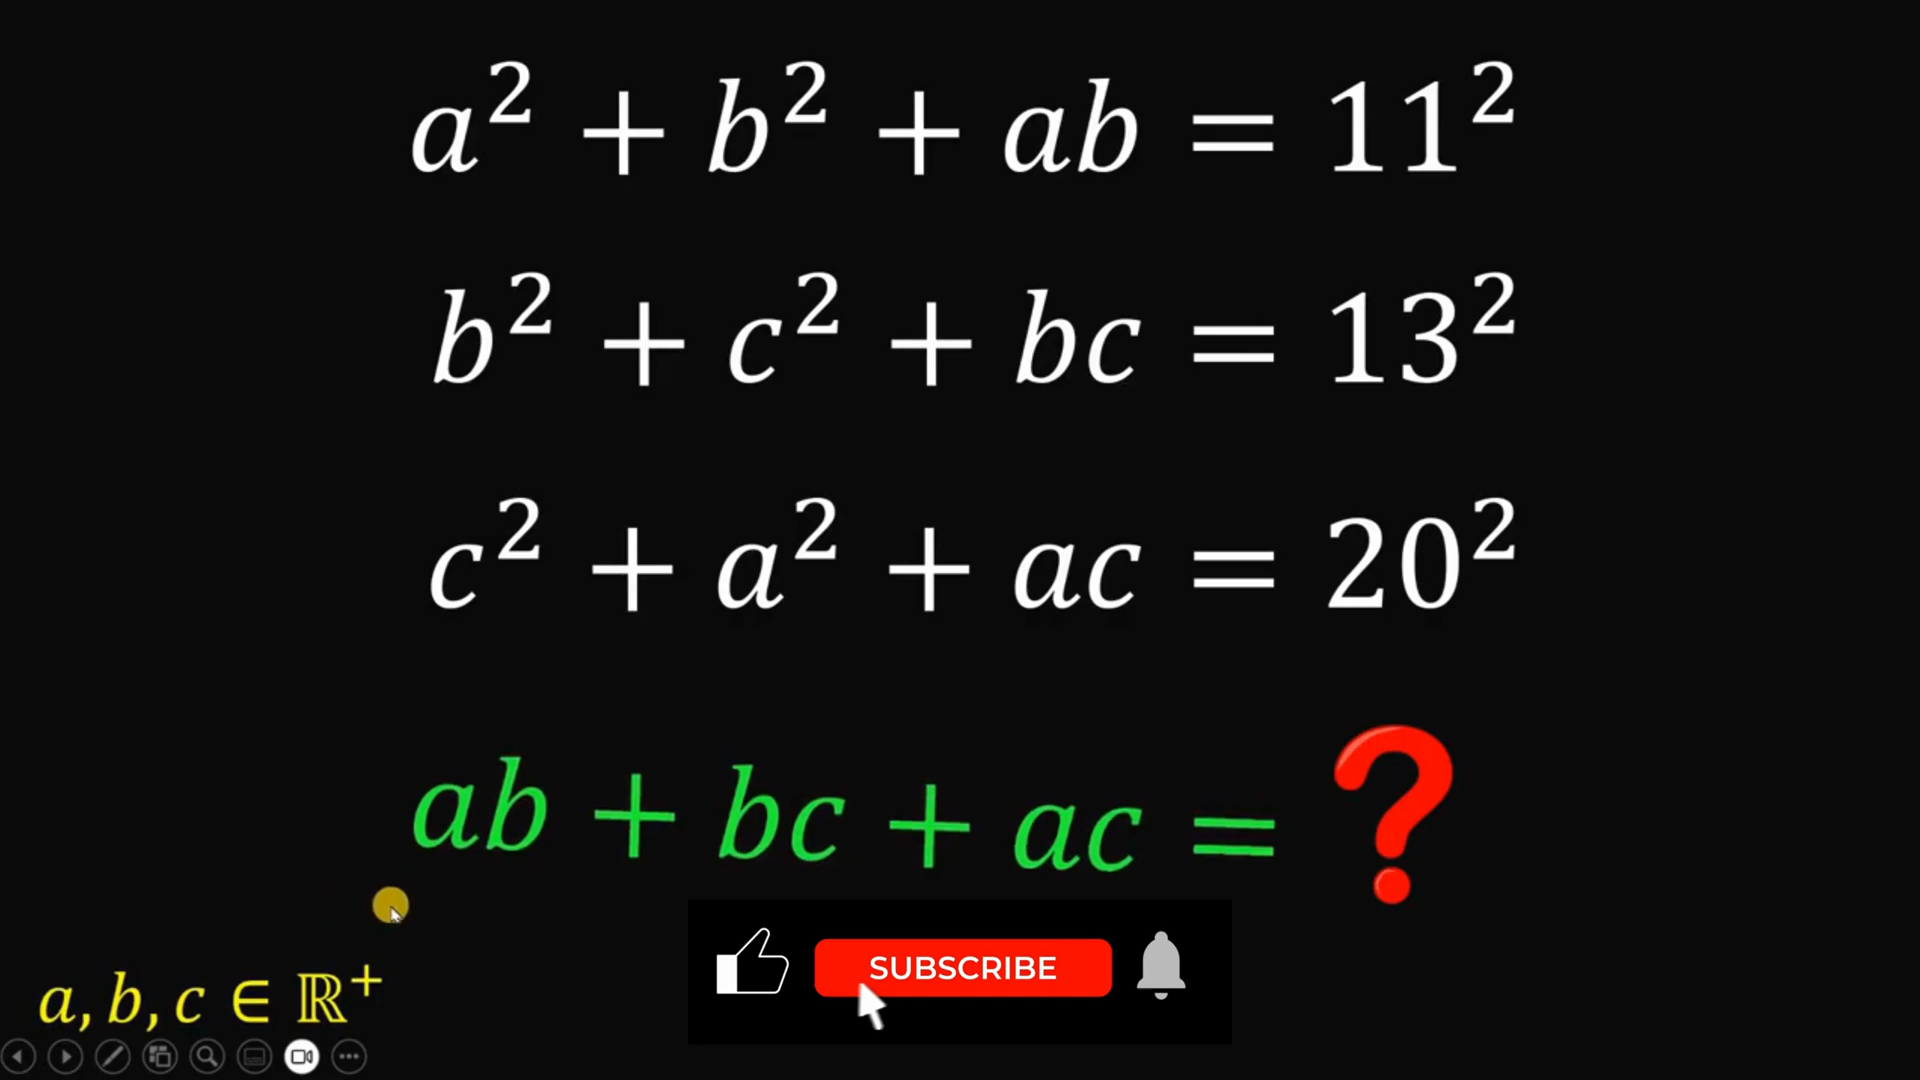 a² + b² + ab = 11²
b² + c² + bc = 13²
c² + a² + ac = 20²
ab + bc + ac = ❓
SUBSCRIBE
a, b, c ∈ ℝ⁺